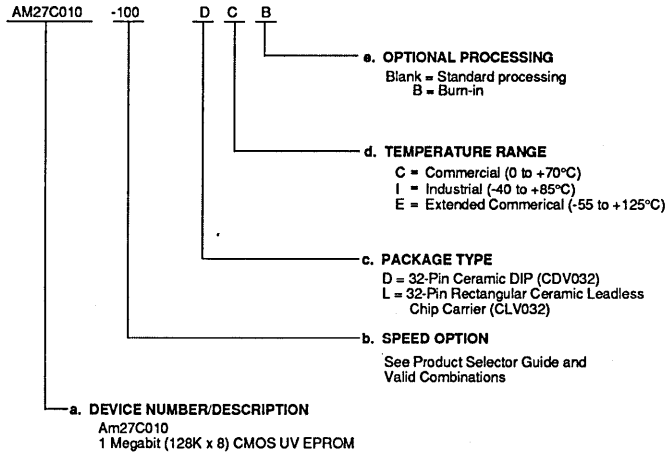 AM27C010 -100 D C B
e. OPTIONAL PROCESSING
Blank = Standard processing
B = Burn-in
d. TEMPERATURE RANGE
C = Commercial (0 to +70°C)
I = Industrial (-40 to +85°C)
E = Extended Commerical (-55 to +125°C)
c. PACKAGE TYPE
D = 32-Pin Ceramic DIP (CDV032)
L = 32-Pin Rectangular Ceramic Leadless
Chip Carrier (CLV032)
b. SPEED OPTION
See Product Selector Guide and
Valid Combinations
a. DEVICE NUMBER/DESCRIPTION
Am27C010
1 Megabit (128K x 8) CMOS UV EPROM